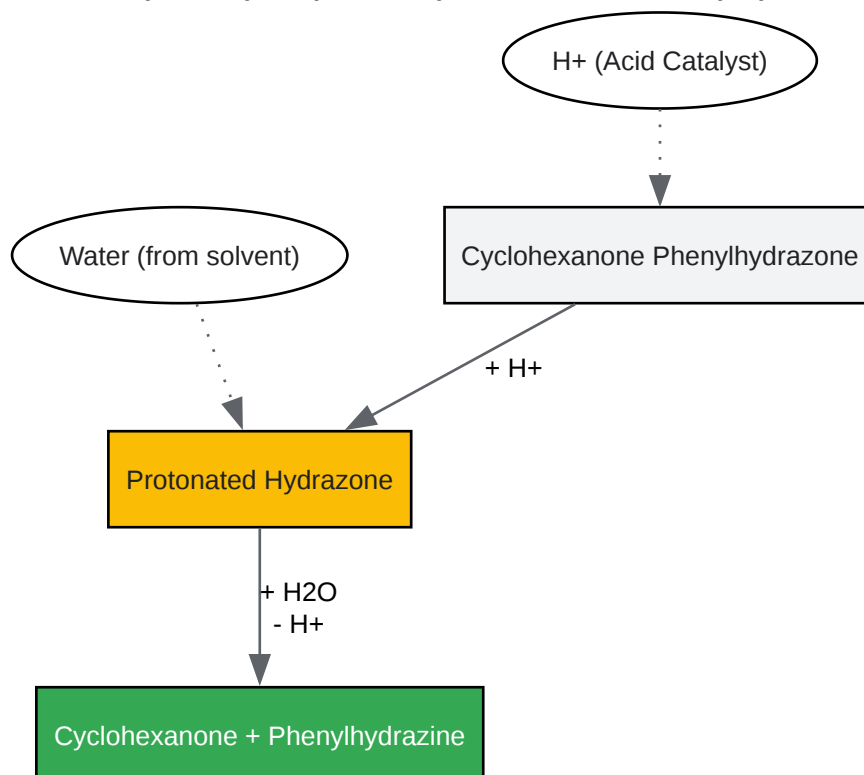 H+ (Acid Catalyst)
Water (from solvent)
Cyclohexanone Phenylhydrazone
+ H+
Protonated Hydrazone
+ H2O
- H+
Cyclohexanone + Phenylhydrazine